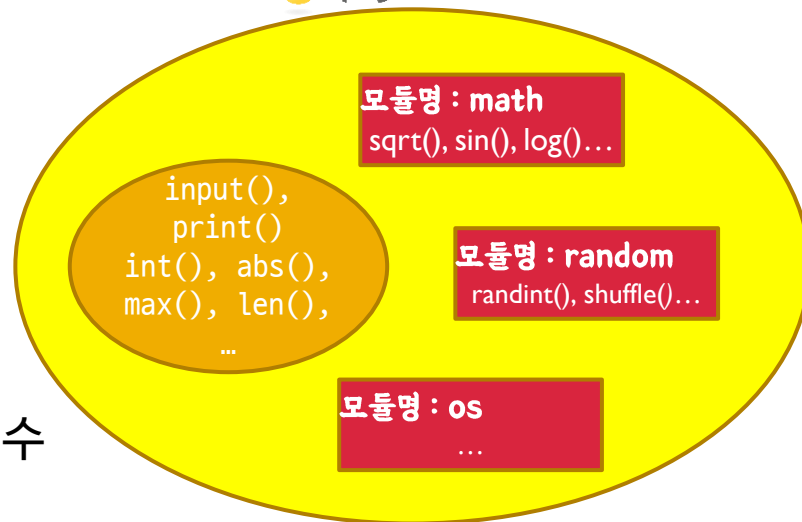 모듈명 : math
sqrt(), sin(), log()…
input(),
print()
int(), abs(),
max(), len(),
…
모듈명 : random
randint(), shuffle()…
모듈명 : os
…
수